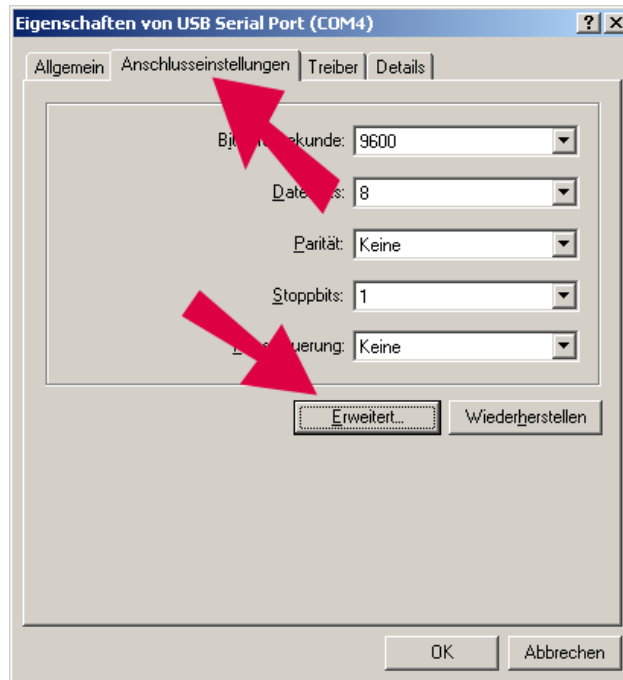 Eigenschaften von USB Serial Port (COM4)
Allgemein Anschlusseinstellungen Treiber Details
9600
8
Parität: Keine
Stoppbits: 1
Keine
Erweitert... Wiederherstellen
OK Abbrechen